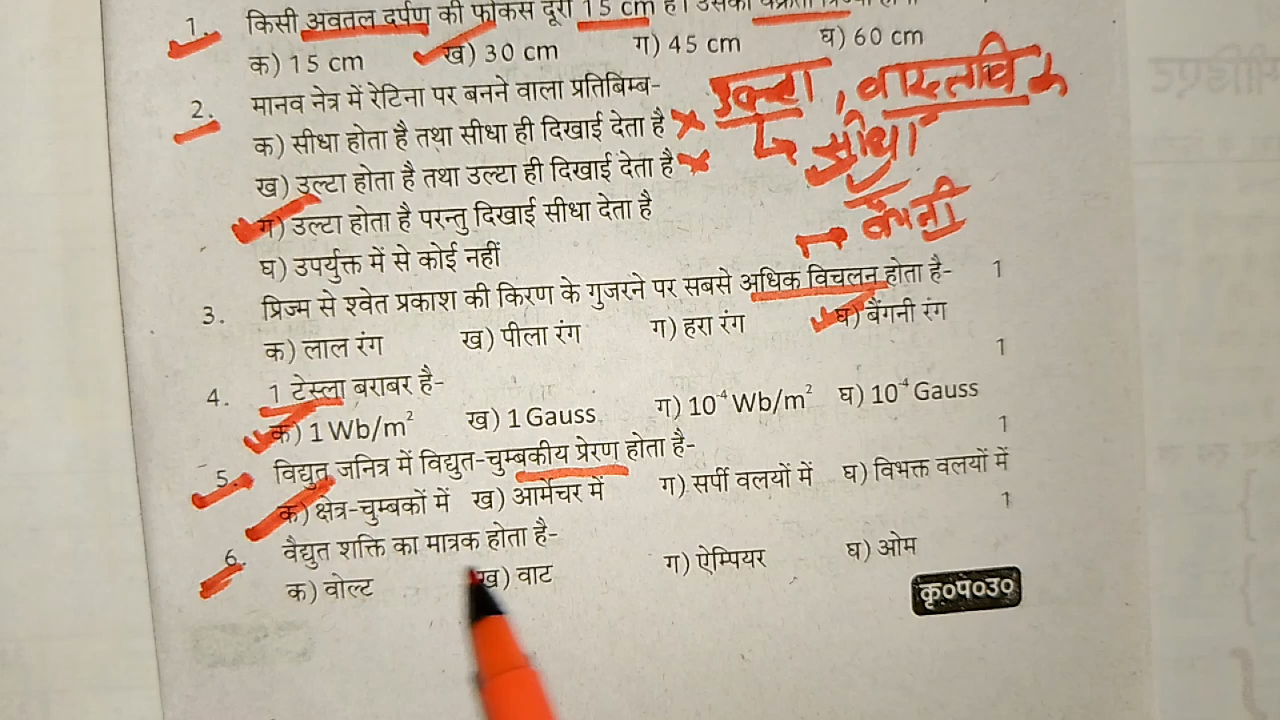 1. किसी अवतल दर्पण की फोकस दूरी 15 cm है। उसकी वक्रता त्रिज्या होगी
क) 15 cm ख) 30 cm ग) 45 cm घ) 60 cm
2. मानव नेत्र में रेटिना पर बनने वाला प्रतिबिम्ब-
उल्टा, वास्तविक
क) सीधा होता है तथा सीधा ही दिखाई देता है
सीधा
ख) उल्टा होता है तथा उल्टा ही दिखाई देता है
ग) उल्टा होता है परन्तु दिखाई सीधा देता है
घ) उपर्युक्त में से कोई नहीं
3. प्रिज्म से श्वेत प्रकाश की किरण के गुजरने पर सबसे अधिक विचलन होता है- 1
क) लाल रंग ख) पीला रंग ग) हरा रंग घ) बैंगनी रंग
4. 1 टेस्ला बराबर है- 1
क) 1 Wb/m² ख) 1 Gauss ग) 10⁻⁴ Wb/m² घ) 10⁻⁴ Gauss
5. विद्युत जनित्र में विद्युत-चुम्बकीय प्रेरण होता है- 1
क) क्षेत्र-चुम्बकों में ख) आर्मेचर में ग) सर्पी वलयों में घ) विभक्त वलयों में
6. वैद्युत शक्ति का मात्रक होता है- 1
क) वोल्ट ख) वाट ग) ऐम्पियर घ) ओम
कृ०प०उ०